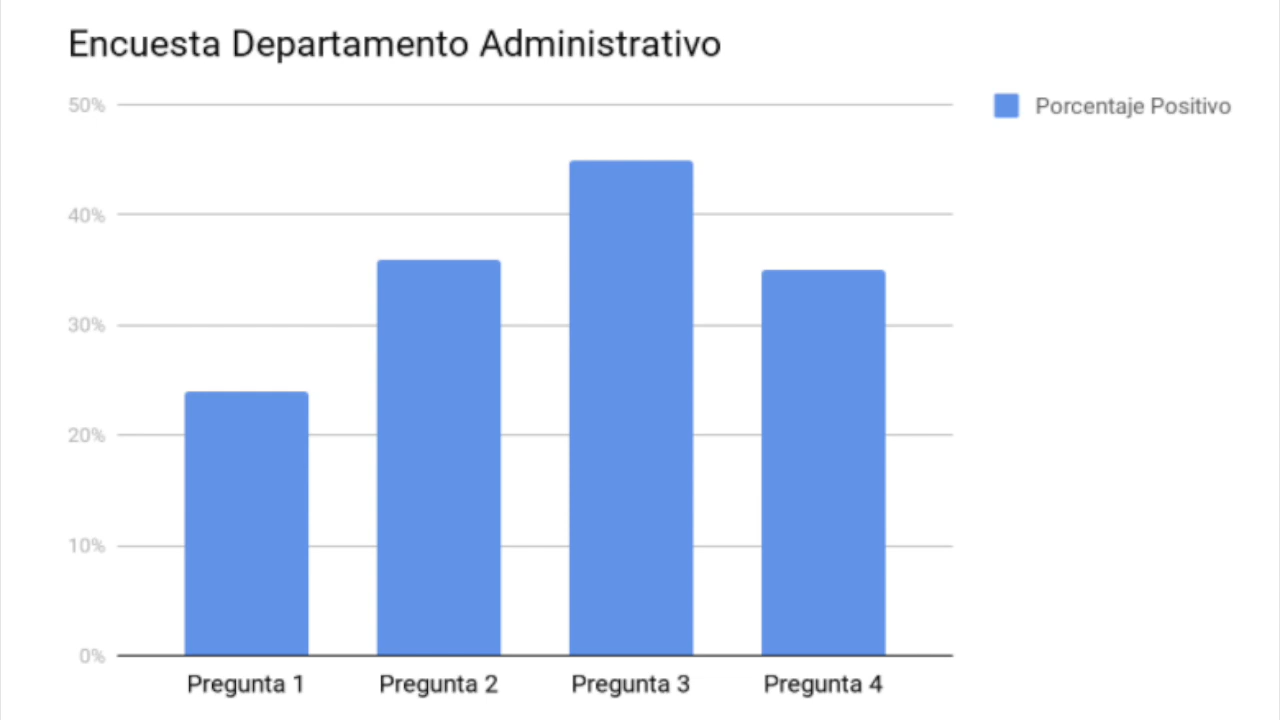 Encuesta Departamento Administrativo
Porcentaje Positivo
50%
40%
30%
20%
10%
0%
Pregunta 1 Pregunta 2 Pregunta 3 Pregunta 4